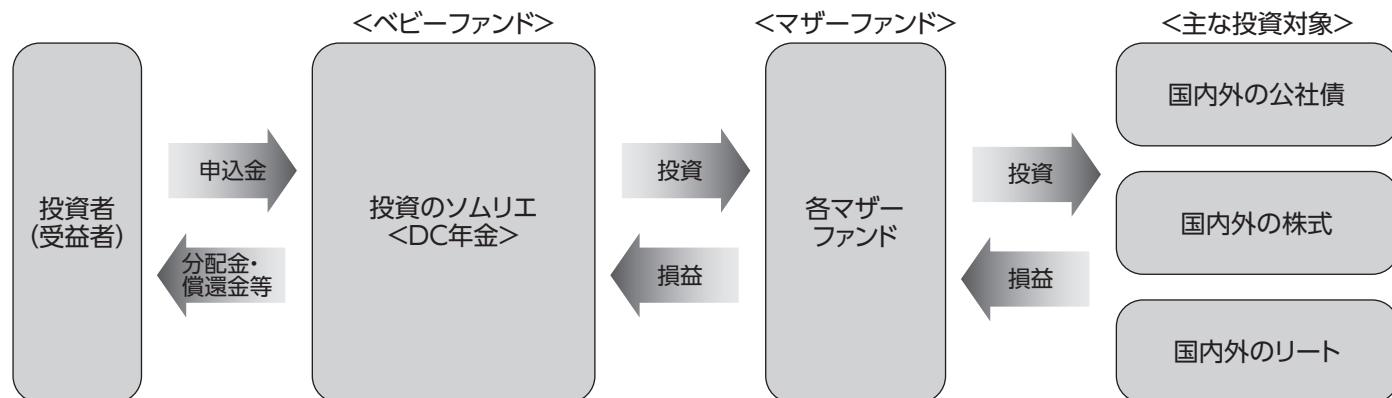 <ベビーファンド>
<マザーファンド>
<主な投資対象>
投資者
(受益者)
申込金
分配金・
償還金等
投資のソムリエ
<DC年金>
投資
損益
各マザー
ファンド
投資
損益
国内外の公社債
国内外の株式
国内外のリート